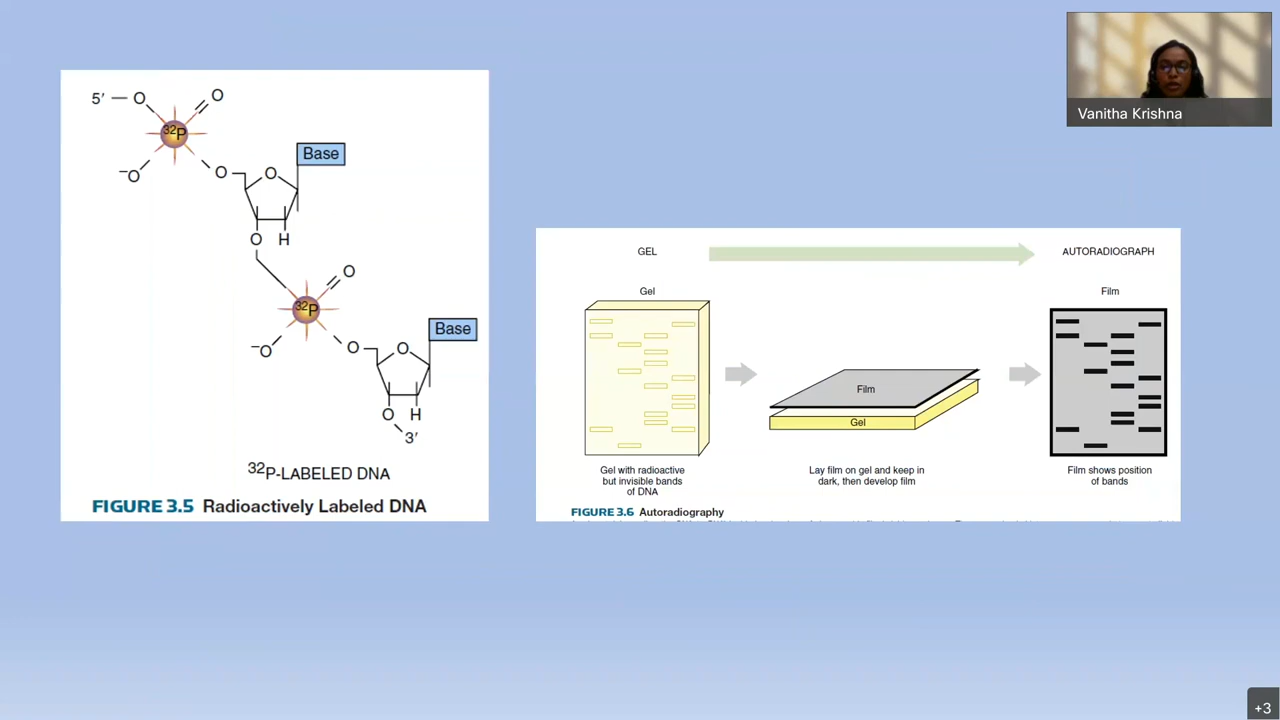 Vanitha Krishna
5′ — O
O
32P
−O
O
O
Base
O
H
O
32P
−O
O
O
Base
O
H
3′
32P-LABELED DNA
FIGURE 3.5 Radioactively Labeled DNA
GEL
AUTORADIOGRAPH
Gel
Film
Film
Gel
Gel with radioactive
but invisible bands
of DNA
Lay film on gel and keep in
dark, then develop film
Film shows position
of bands
FIGURE 3.6 Autoradiography
+3